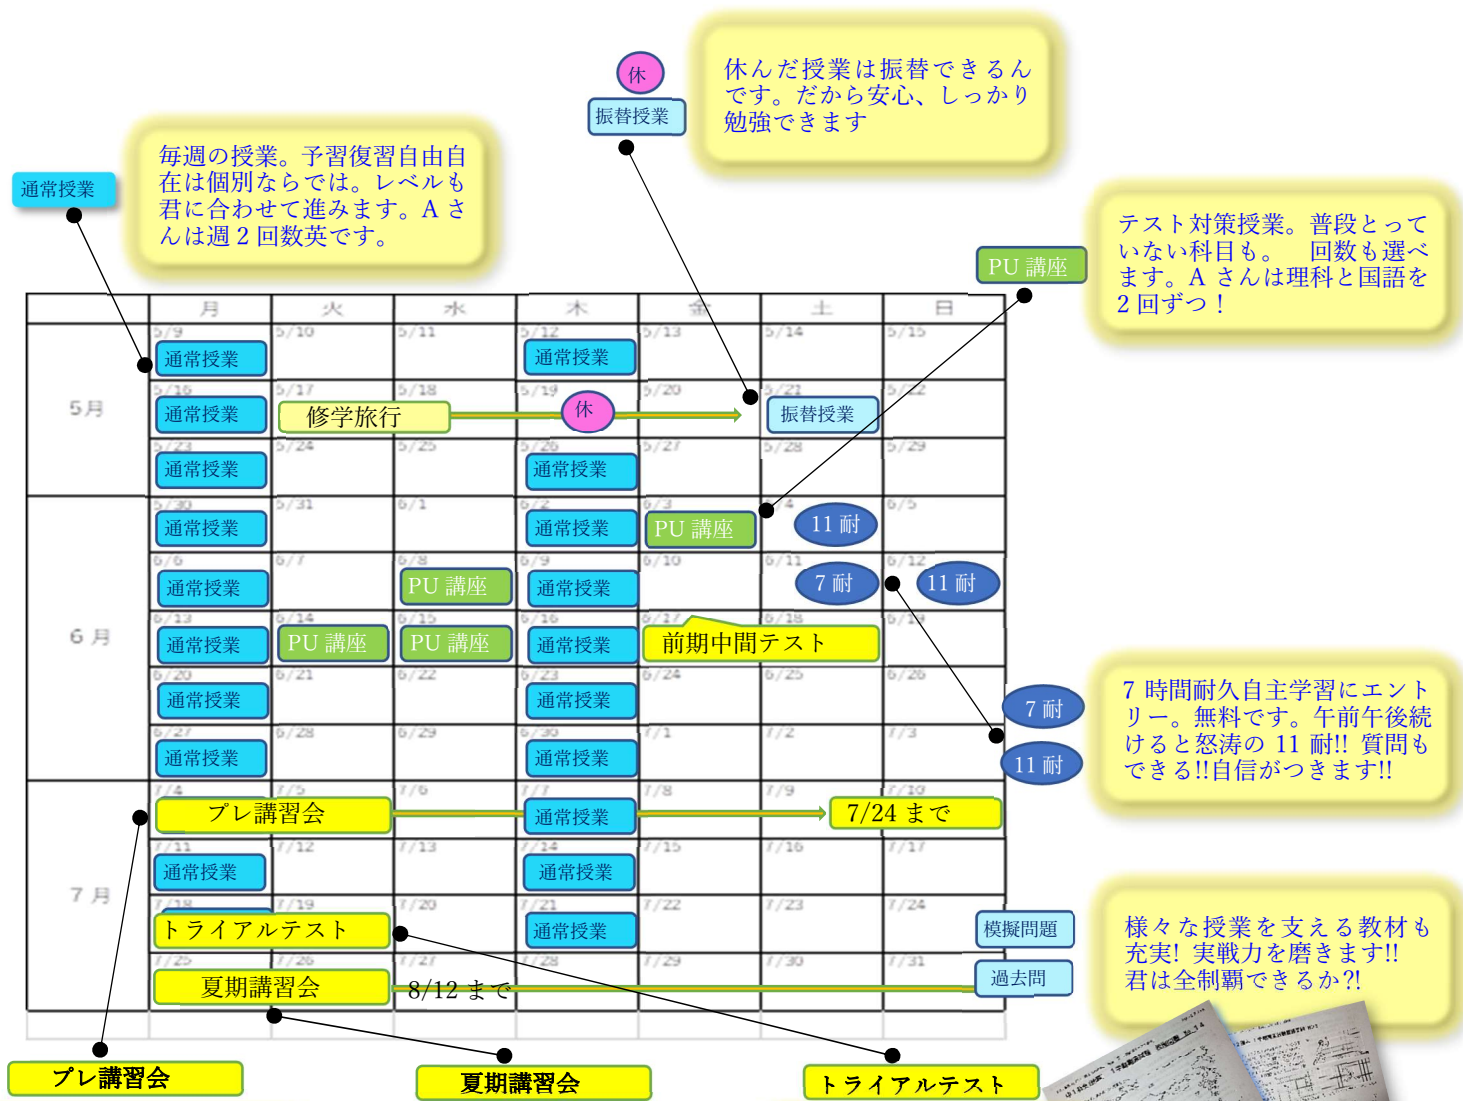 休
振替授業
休んだ授業は振替できるん
です。だから安心、しっかり
勉強できます
通常授業
毎週の授業。予習復習自由自
在は個別ならでは。レベルも
君に合わせて進みます。A さ
んは週 2 回数英です。
PU 講座
テスト対策授業。普段とって
いない科目も。 回数も選べ
ます。A さんは理科と国語を
2 回ずつ！
月 火 水 木 金 土 日
5月
5/9 5/10 5/11 5/12 5/13 5/14 5/15
通常授業 通常授業
5/16 5/17 5/18 5/19 5/20 5/21 5/22
通常授業 修学旅行 休 振替授業
5/23 5/24 5/25 5/26 5/27 5/28 5/29
通常授業 通常授業
6月
5/30 5/31 6/1 6/2 6/3 6/4 6/5
通常授業 通常授業 PU 講座 11 耐
6/6 6/7 6/8 6/9 6/10 6/11 6/12
通常授業 PU 講座 通常授業 7 耐 11 耐
6/13 6/14 6/15 6/16 6/17 6/18 6/19
通常授業 PU 講座 PU 講座 通常授業 前期中間テスト
6/20 6/21 6/22 6/23 6/24 6/25 6/26
通常授業 通常授業
6/27 6/28 6/29 6/30 7/1 7/2 7/3
通常授業 通常授業
7 耐
11 耐
7 時間耐久自主学習にエント
リー。無料です。午前午後続
けると怒涛の 11 耐!! 質問も
できる!!自信がつきます!!
7月
7/4 7/5 7/6 7/7 7/8 7/9 7/10
プレ講習会 通常授業 7/24 まで
7/11 7/12 7/13 7/14 7/15 7/16 7/17
通常授業 通常授業
7/18 7/19 7/20 7/21 7/22 7/23 7/24
トライアルテスト 通常授業
7/25 7/26 7/27 7/28 7/29 7/30 7/31
夏期講習会 8/12 まで
模擬問題
過去問
様々な授業を支える教材も
充実! 実戦力を磨きます!!
君は全制覇できるか?!
プレ講習会
夏期講習会
トライアルテスト